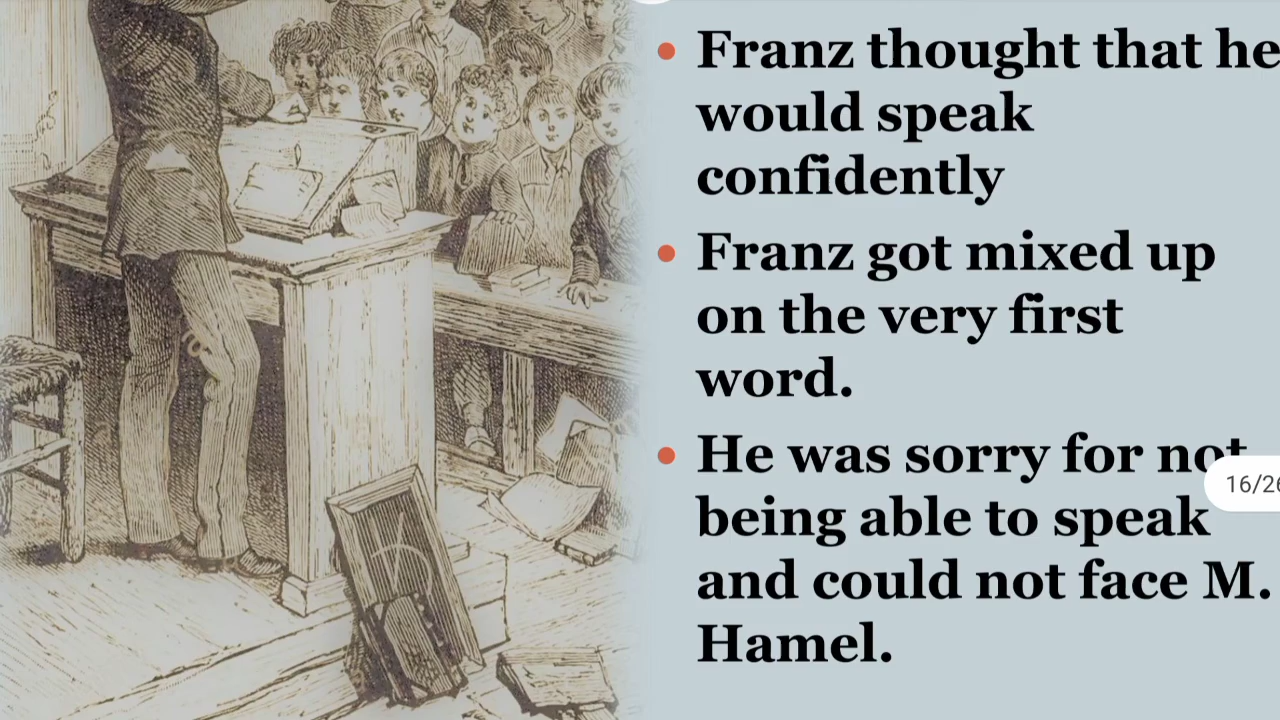 Franz thought that he
would speak
confidently
Franz got mixed up
on the very first
word.
He was sorry for not
being able to speak
and could not face M.
Hamel.
16/26